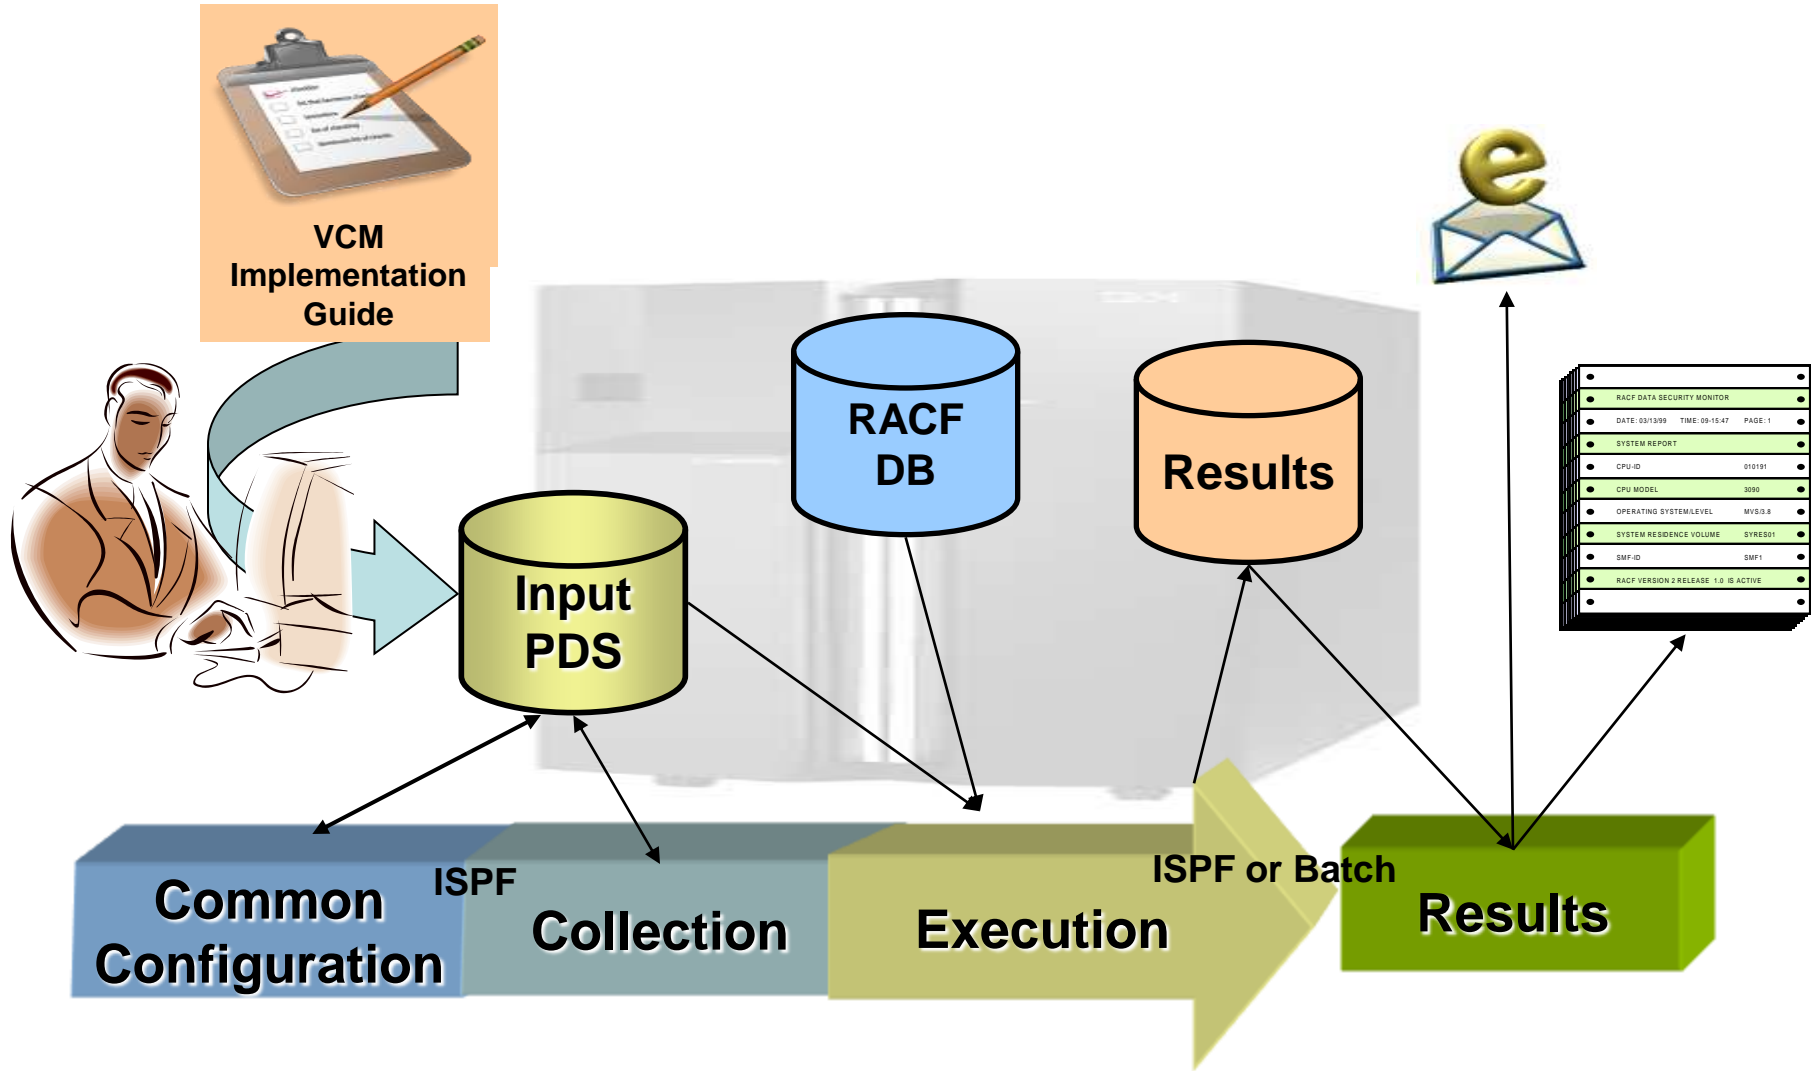 VCM
Implementation
Guide
RACF
DB
Results
Input
PDS
RACF DATA SECURITY MONITOR
DATE: 03/13/99 TIME: 09-15:47 PAGE: 1
SYSTEM REPORT
CPU-ID 010191
CPU MODEL 3090
OPERATING SYSTEM/LEVEL MVS/3.8
SYSTEM RESIDENCE VOLUME SYRES01
SMF-ID SMF1
RACF VERSION 2 RELEASE 1.0 IS ACTIVE
Common
Configuration
ISPF
Collection
Execution
ISPF or Batch
Results